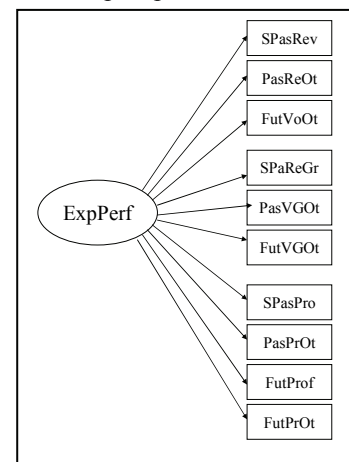 SPasRev
PasReOt
FutVoOt
SPaReGr
ExpPerf
PasVGOt
FutVGOt
SPasPro
PasPrOt
FutProf
FutPrOt